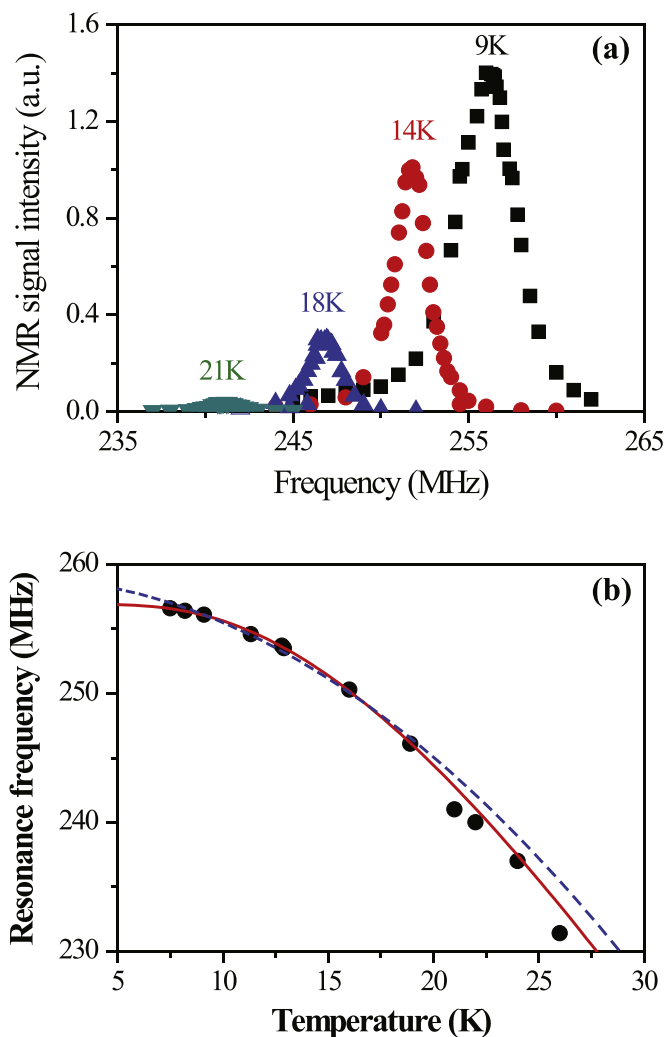 (a)
1.6
1.2
0.8
0.4
0.0
NMR signal intensity (a.u.)
9K
14K
18K
21K
235 245 255 265
Frequency (MHz)
(b)
260
250
240
230
Resonance frequency (MHz)
5 10 15 20 25 30
Temperature (K)